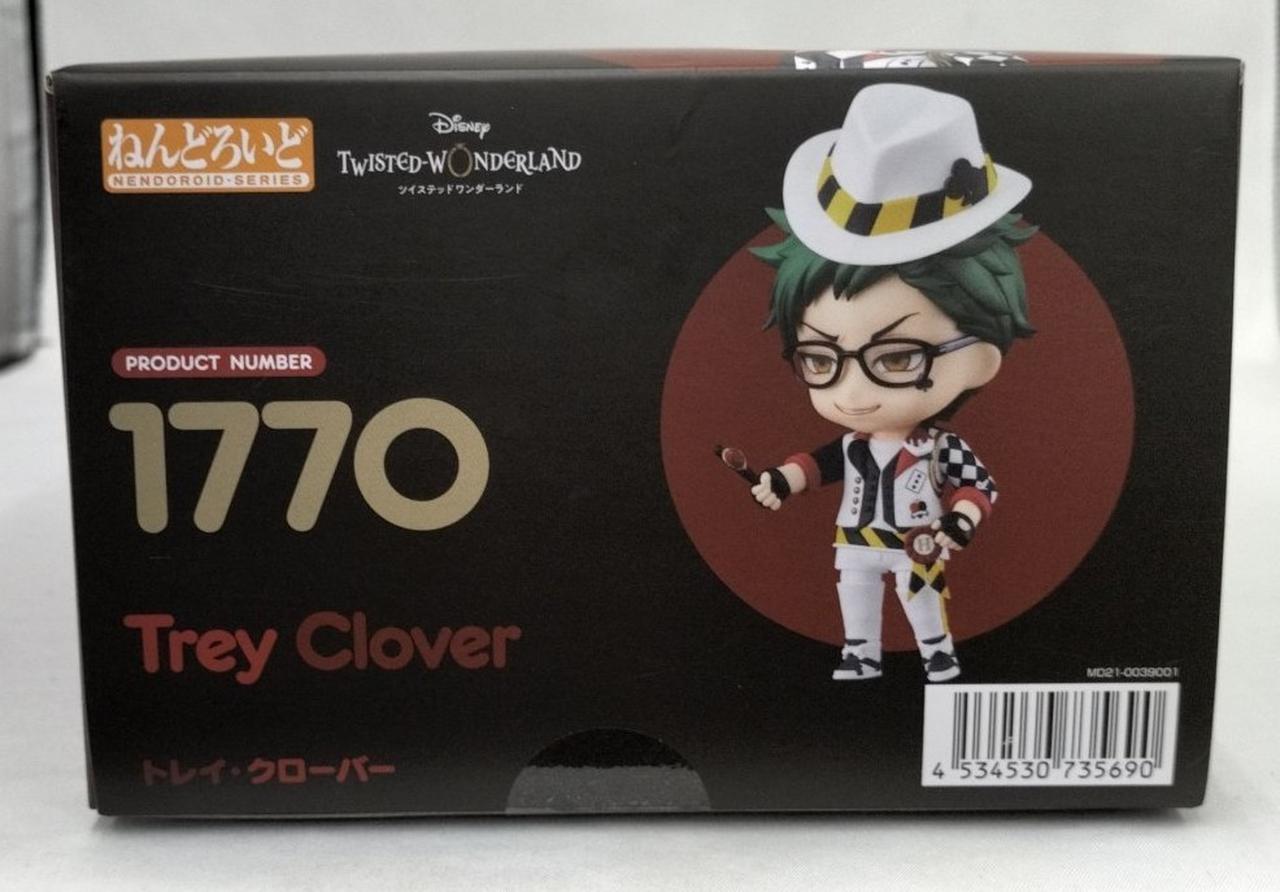 ねんどろいど
NENDOROID·SERIES
Disney
TWISTED-WONDERLAND
ツイステッドワンダーランド
PRODUCT NUMBER
1770
Trey Clover
トレイ・クローバー
MD21-0039001
4 534530 735690